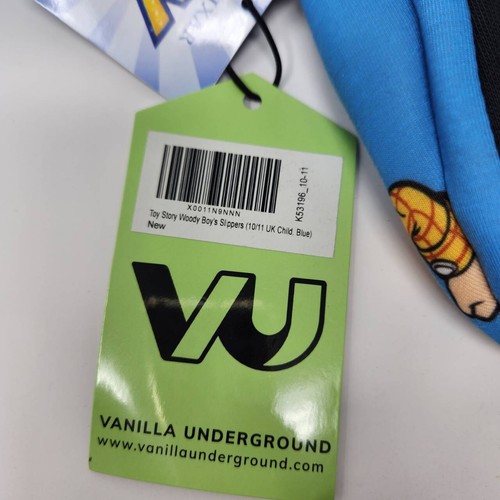 PIXAR
X0011N9NNN
Toy Story Woody Boy's Slippers (10/11 UK Child, Blue)
New
K53196_10-11
VU
VANILLA UNDERGROUND
www.vanillaunderground.com